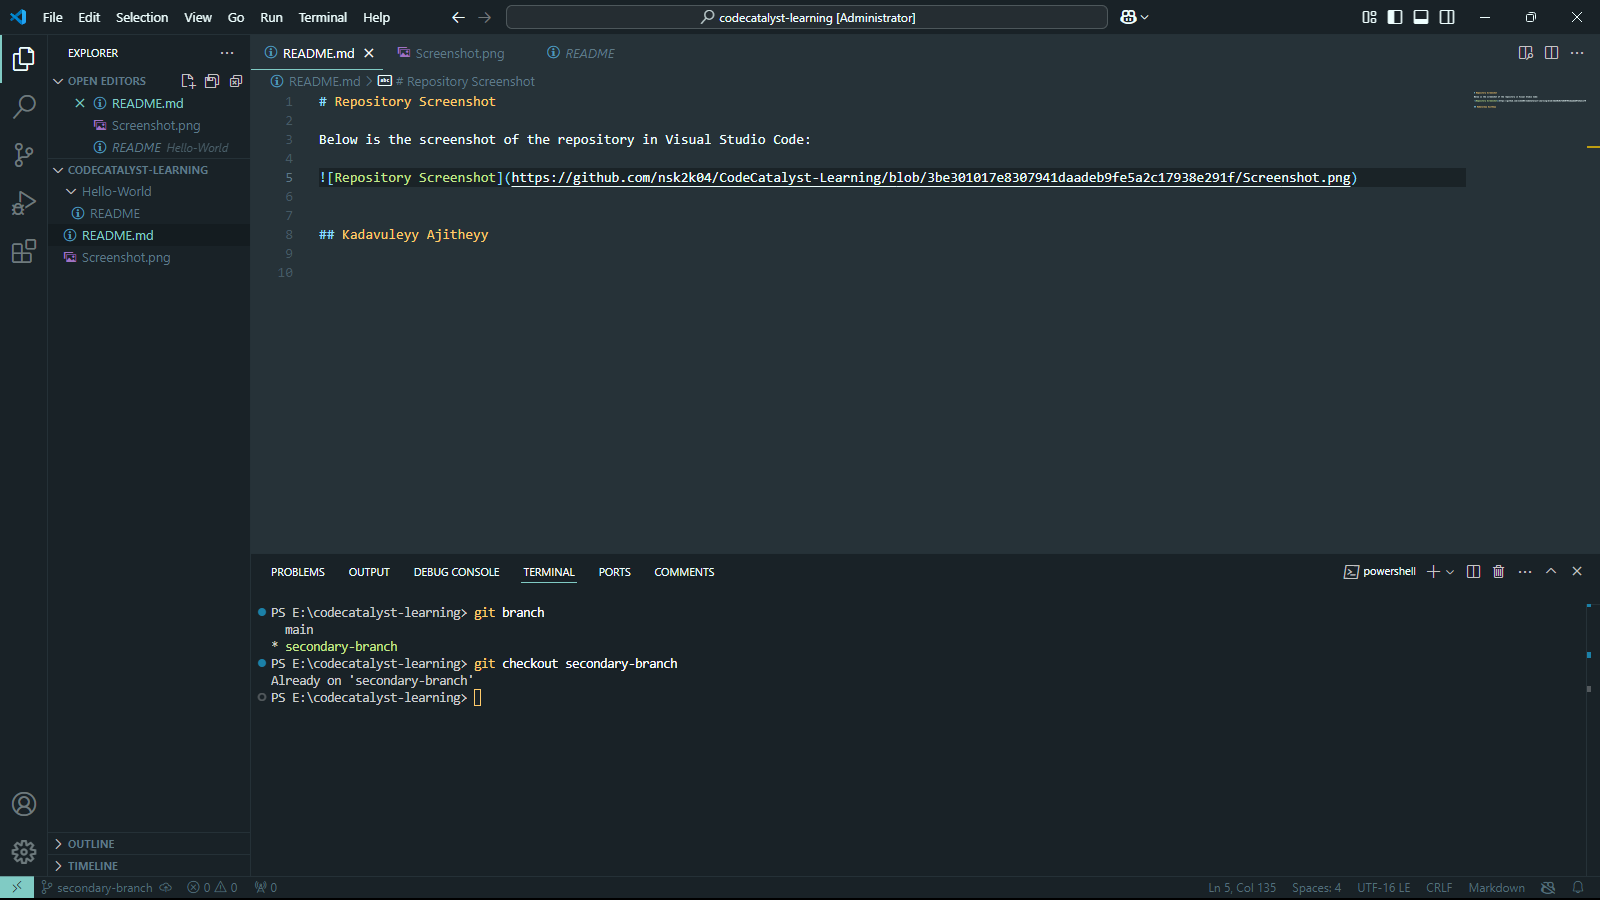 File Edit Selection View Go Run Terminal Help
codecatalyst-learning [Administrator]
EXPLORER
OPEN EDITORS
README.md
Screenshot.png
README Hello-World
CODECATALYST-LEARNING
Hello-World
README
README.md
Screenshot.png
OUTLINE
TIMELINE
README.md Screenshot.png README
README.md > # Repository Screenshot
1 # Repository Screenshot
2
3 Below is the screenshot of the repository in Visual Studio Code:
4
5 ![Repository Screenshot](https://github.com/nsk2k04/CodeCatalyst-Learning/blob/3be301017e8307941daadeb9fe5a2c17938e291f/Screenshot.png)
6
7
8 ## Kadavuleyy Ajitheyy
9
10
PROBLEMS OUTPUT DEBUG CONSOLE TERMINAL PORTS COMMENTS
powershell
PS E:\codecatalyst-learning> git branch
main
* secondary-branch
PS E:\codecatalyst-learning> git checkout secondary-branch
Already on 'secondary-branch'
PS E:\codecatalyst-learning>
secondary-branch 0 0 0
Ln 5, Col 135 Spaces: 4 UTF-16 LE CRLF Markdown